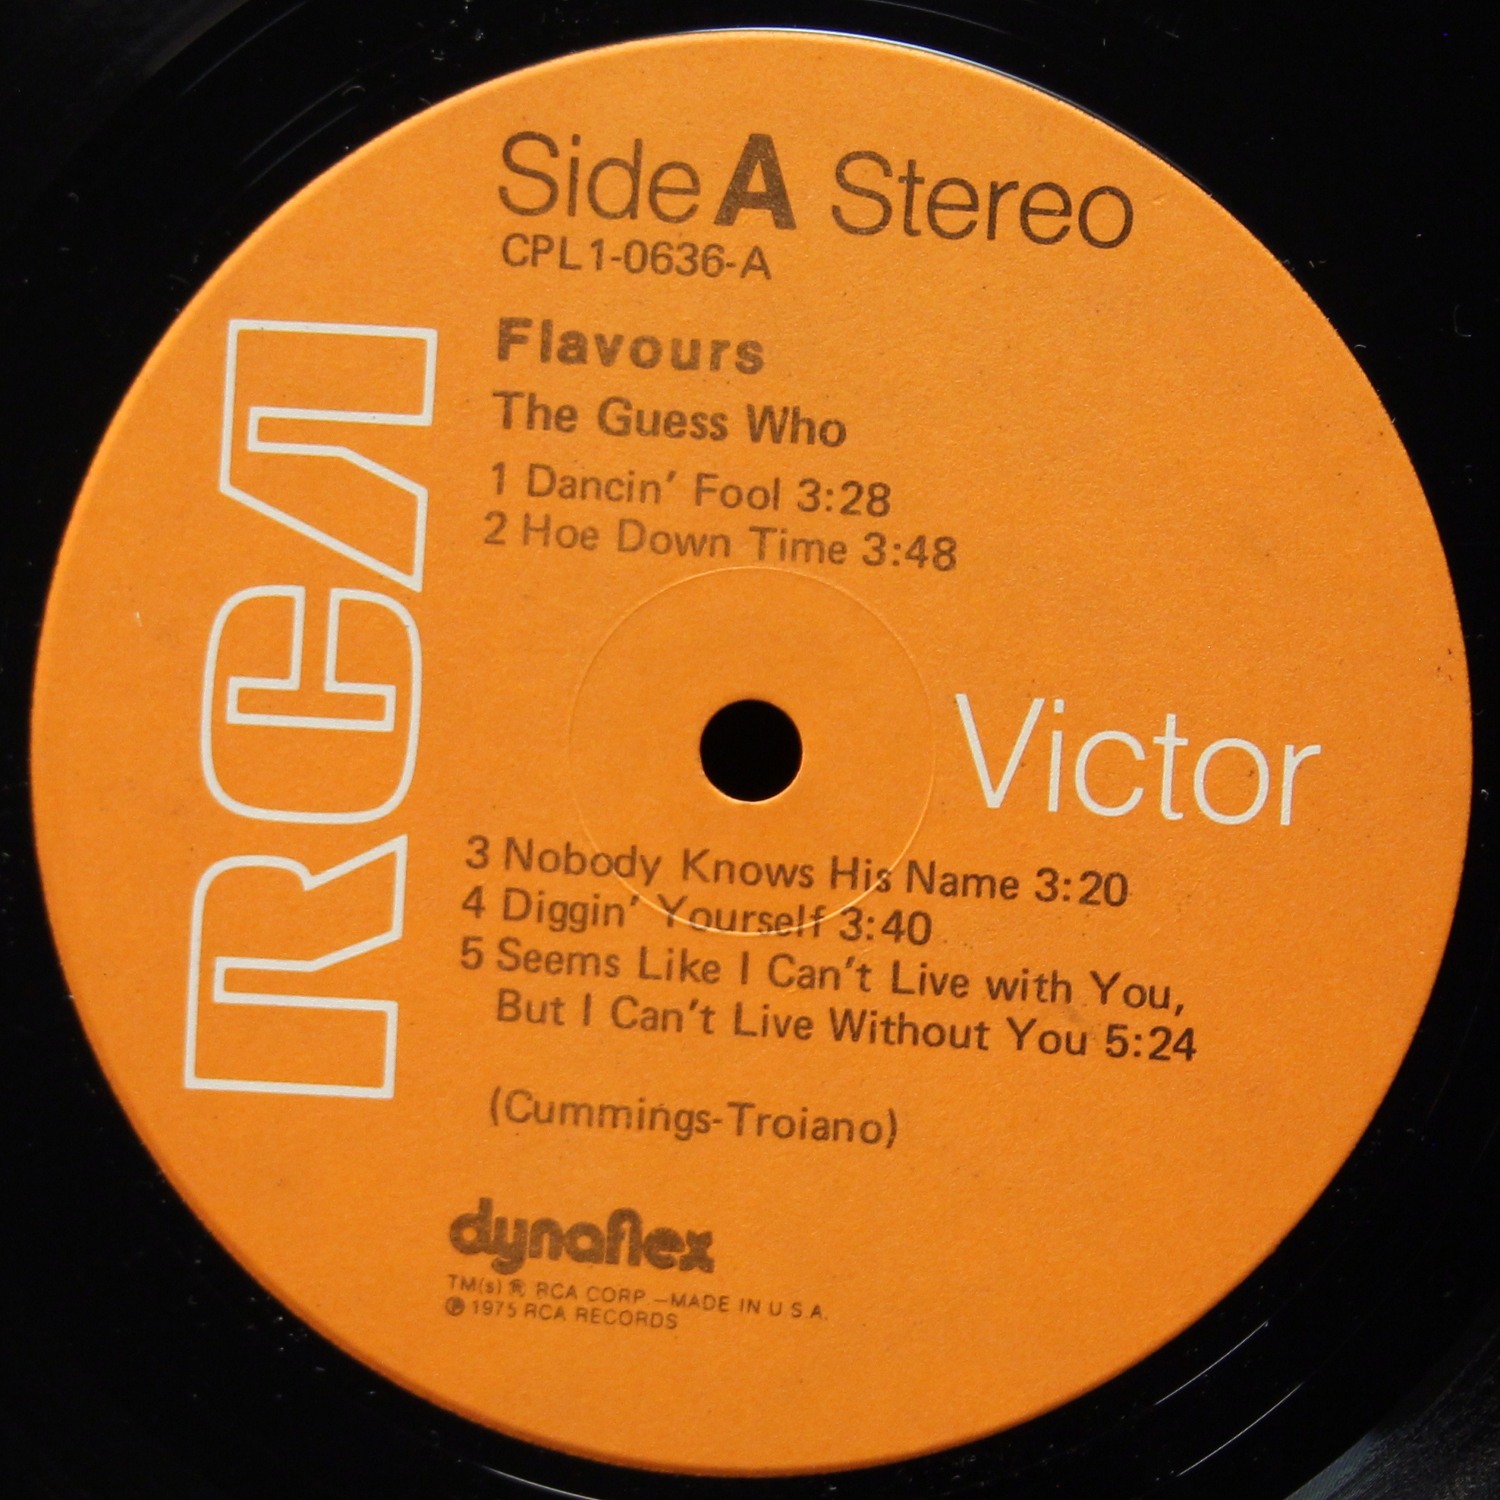 Side A Stereo
CPL1-0636-A
Flavours
The Guess Who
1 Dancin' Fool 3:28
2 Hoe Down Time 3:48
RCA
Victor
3 Nobody Knows His Name 3:20
4 Diggin' Yourself 3:40
5 Seems Like I Can't Live with You,
But I Can't Live Without You 5:24
(Cummings-Troiano)
dynaflex
TM(s) ® RCA CORP. –MADE IN U.S.A.
℗ 1975 RCA RECORDS